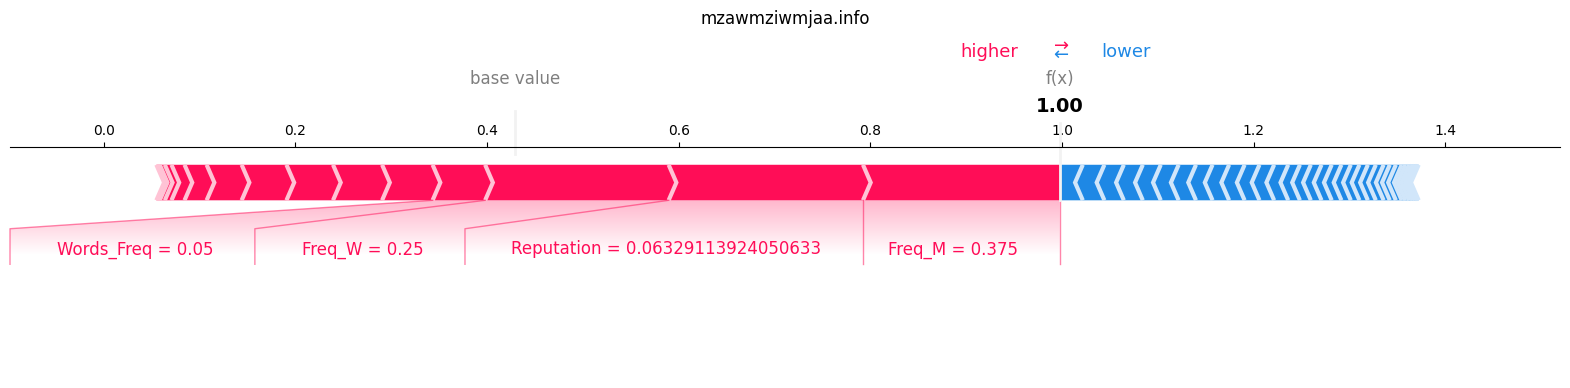 mzawmziwmjaa.info
higher ⇄ lower
base value f(x)
1.00
0.0 0.2 0.4 0.6 0.8 1.0 1.2 1.4
Words_Freq = 0.05 Freq_W = 0.25 Reputation = 0.06329113924050633 Freq_M = 0.375